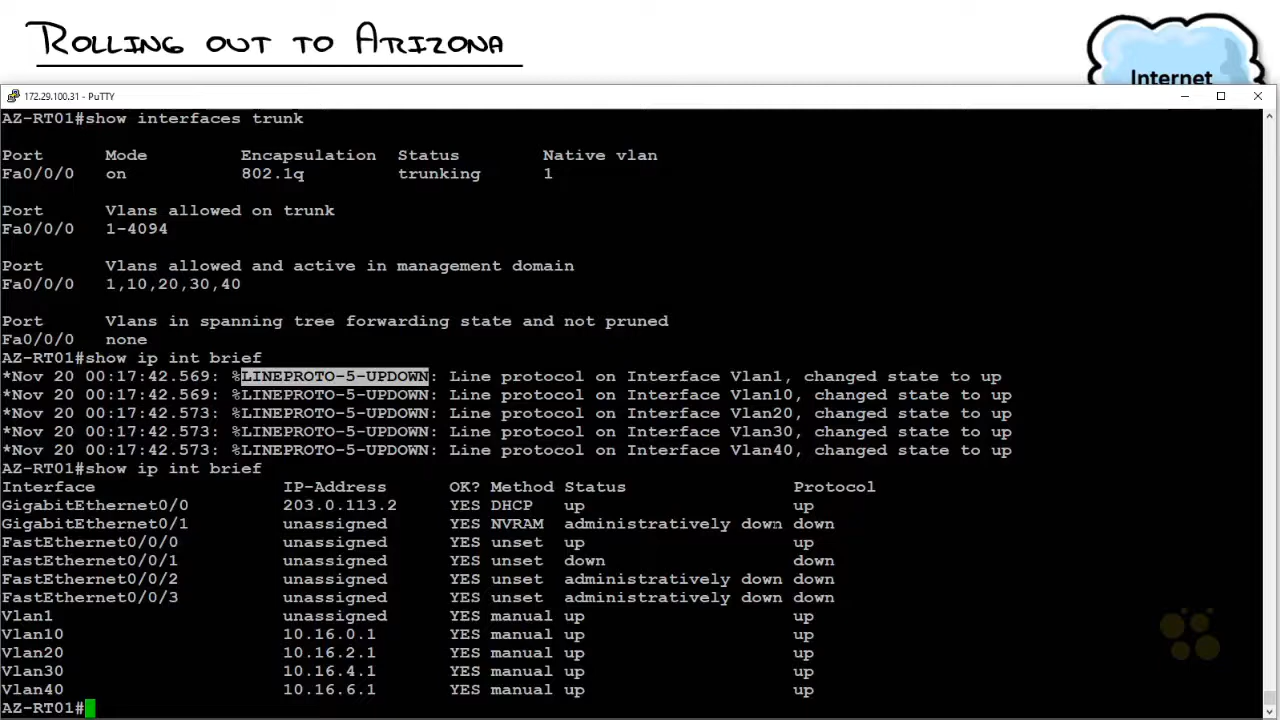 Rolling out to Arizona
Internet
172.29.100.31 - PuTTY
AZ-RT01#show interfaces trunk
Port Mode Encapsulation Status Native vlan
Fa0/0/0 on 802.1q trunking 1
Port Vlans allowed on trunk
Fa0/0/0 1-4094
Port Vlans allowed and active in management domain
Fa0/0/0 1,10,20,30,40
Port Vlans in spanning tree forwarding state and not pruned
Fa0/0/0 none
AZ-RT01#show ip int brief
*Nov 20 00:17:42.569: %LINEPROTO-5-UPDOWN: Line protocol on Interface Vlan1, changed state to up
*Nov 20 00:17:42.569: %LINEPROTO-5-UPDOWN: Line protocol on Interface Vlan10, changed state to up
*Nov 20 00:17:42.573: %LINEPROTO-5-UPDOWN: Line protocol on Interface Vlan20, changed state to up
*Nov 20 00:17:42.573: %LINEPROTO-5-UPDOWN: Line protocol on Interface Vlan30, changed state to up
*Nov 20 00:17:42.573: %LINEPROTO-5-UPDOWN: Line protocol on Interface Vlan40, changed state to up
AZ-RT01#show ip int brief
Interface IP-Address OK? Method Status Protocol
GigabitEthernet0/0 203.0.113.2 YES DHCP up up
GigabitEthernet0/1 unassigned YES NVRAM administratively down down
FastEthernet0/0/0 unassigned YES unset up up
FastEthernet0/0/1 unassigned YES unset down down
FastEthernet0/0/2 unassigned YES unset administratively down down
FastEthernet0/0/3 unassigned YES unset administratively down down
Vlan1 unassigned YES manual up up
Vlan10 10.16.0.1 YES manual up up
Vlan20 10.16.2.1 YES manual up up
Vlan30 10.16.4.1 YES manual up up
Vlan40 10.16.6.1 YES manual up up
AZ-RT01#